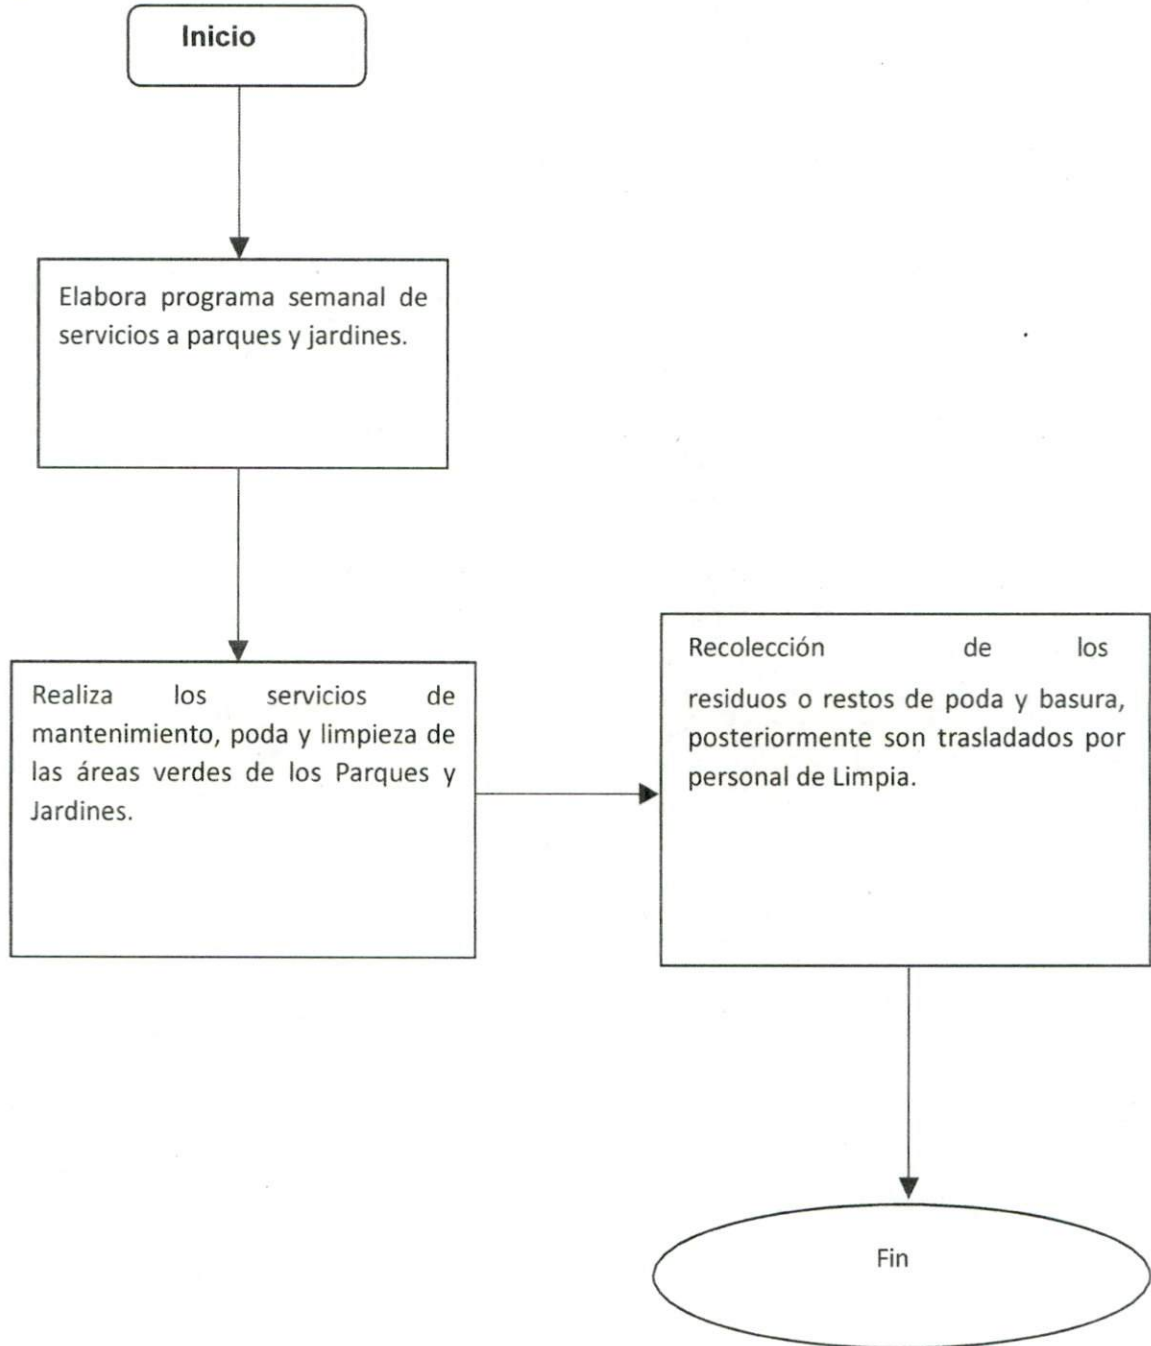 Inicio
Elabora programa semanal de
servicios a parques y jardines.
Realiza los servicios de
mantenimiento, poda y limpieza de
las áreas verdes de los Parques y
Jardines.
Recolección de los
residuos o restos de poda y basura,
posteriormente son trasladados por
personal de Limpia.
Fin